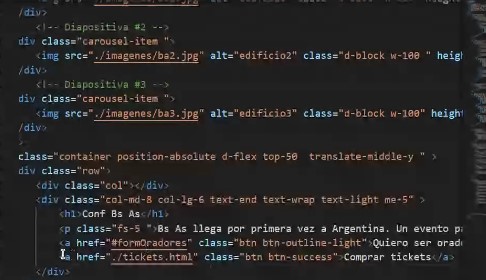 /div>
<!-- Diapositiva #2 -->
div class="carousel-item ">
<img src="./imagenes/ba2.jpg" alt="edificio2" class="d-block w-100 " heigh
/div>
<!-- Diapositiva #3 -->
div class="carousel-item ">
<img src="./imagenes/ba3.jpg" alt="edificio3" class="d-block w-100" height
/div>
class="container position-absolute d-flex top-50 translate-middle-y " >
div class="row">
<div class="col"></div>
<div class="col-md-8 col-lg-6 text-end text-wrap text-light me-5" >
<h1>Conf Bs As</h1>
<p class="fs-5 ">Bs As llega por primera vez a Argentina. Un evento pa
<a href="#formOradores" class="btn btn-outline-light">Quiero ser orado
<a href="./tickets.html" class="btn btn-success">Comprar tickets</a>
</div>